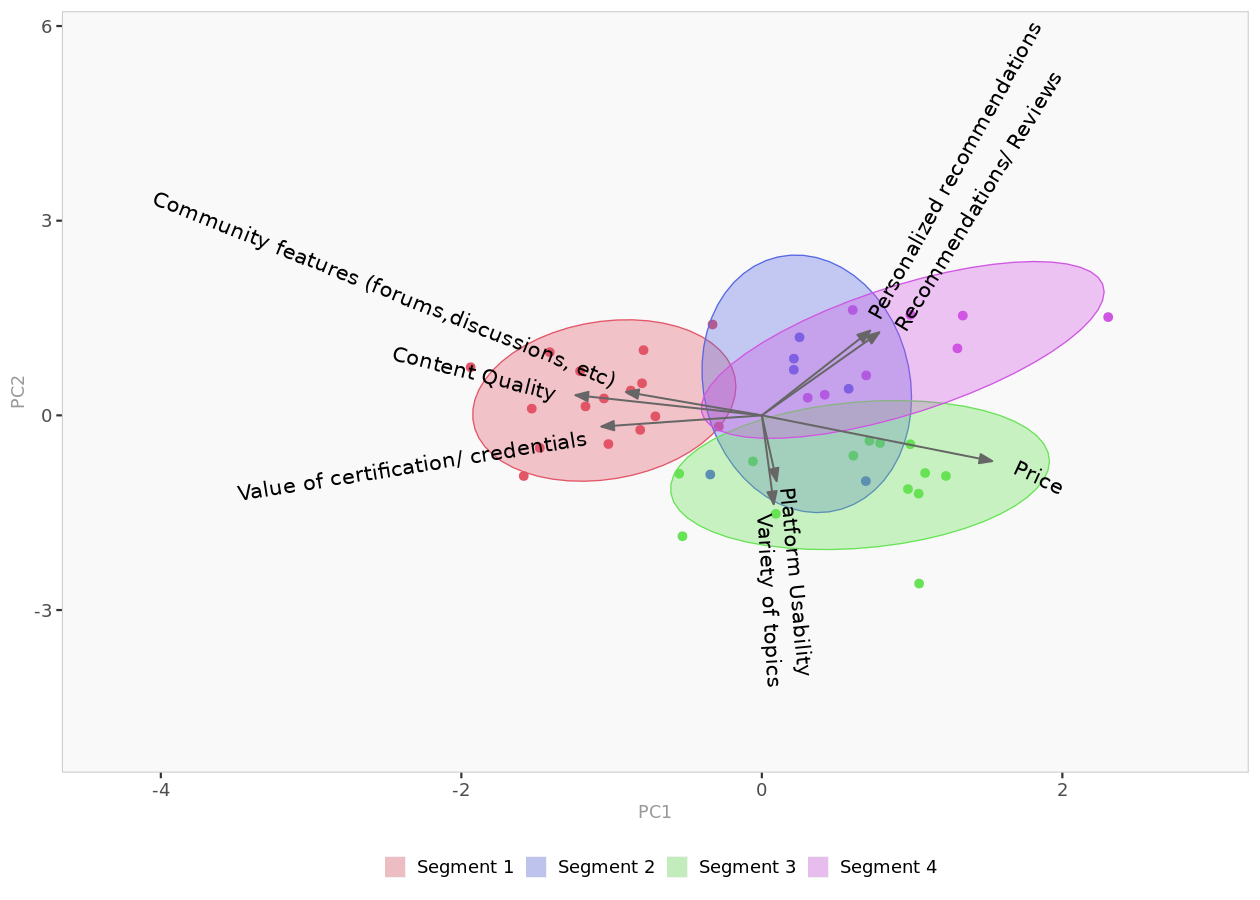 6
3
0
-3
PC2
Personalized recommendations
Recommendations/ Reviews
Community features (forums,discussions, etc)
Content Quality
Value of certification/ credentials
Price
Platform Usability
Variety of topics
-4
-2
0
2
PC1
Segment 1
Segment 2
Segment 3
Segment 4